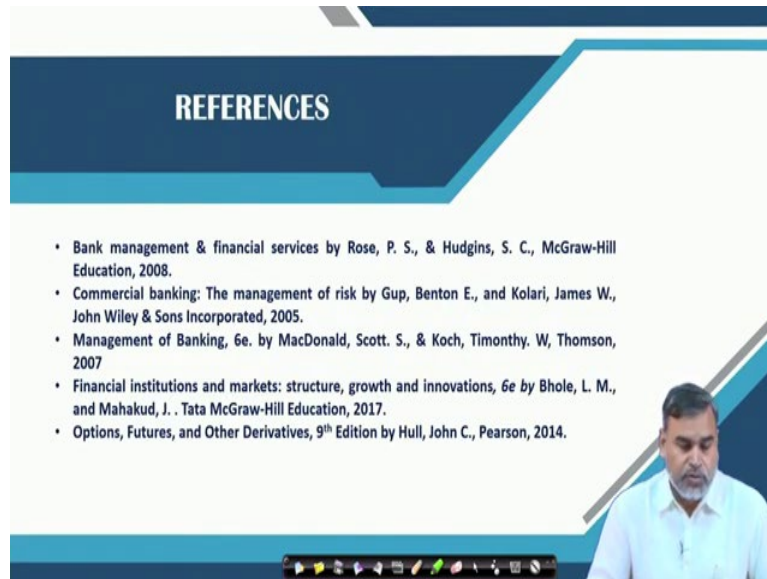 REFERENCES
• Bank management & financial services by Rose, P. S., & Hudgins, S. C., McGraw-Hill
Education, 2008.
• Commercial banking: The management of risk by Gup, Benton E., and Kolari, James W.,
John Wiley & Sons Incorporated, 2005.
• Management of Banking, 6e. by MacDonald, Scott. S., & Koch, Timonthy. W, Thomson,
2007
• Financial institutions and markets: structure, growth and innovations, 6e by Bhole, L. M.,
and Mahakud, J. . Tata McGraw-Hill Education, 2017.
• Options, Futures, and Other Derivatives, 9th Edition by Hull, John C., Pearson, 2014.